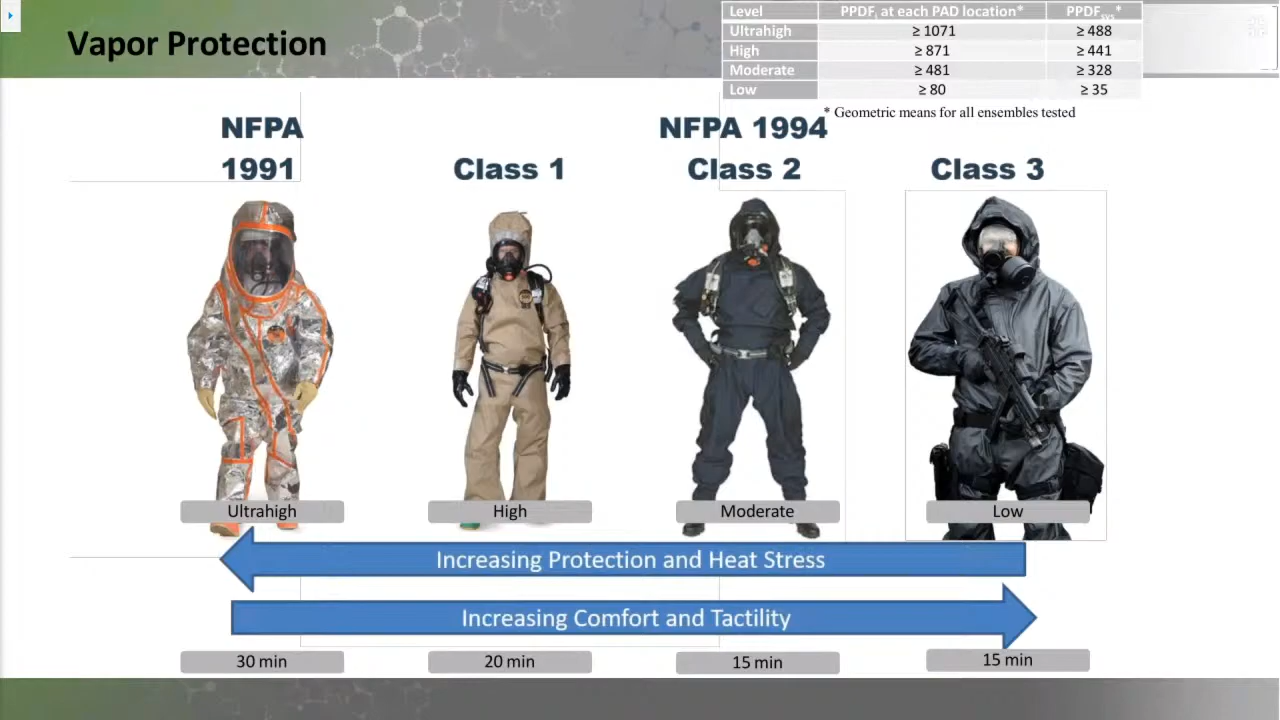 Vapor Protection
Level PPDFi at each PAD location* PPDFsys*
Ultrahigh ≥ 1071 ≥ 488
High ≥ 871 ≥ 441
Moderate ≥ 481 ≥ 328
Low ≥ 80 ≥ 35
* Geometric means for all ensembles tested
NFPA
1991
NFPA 1994
Class 1
Class 2
Class 3
Ultrahigh
High
Moderate
Low
Increasing Protection and Heat Stress
Increasing Comfort and Tactility
30 min
20 min
15 min
15 min